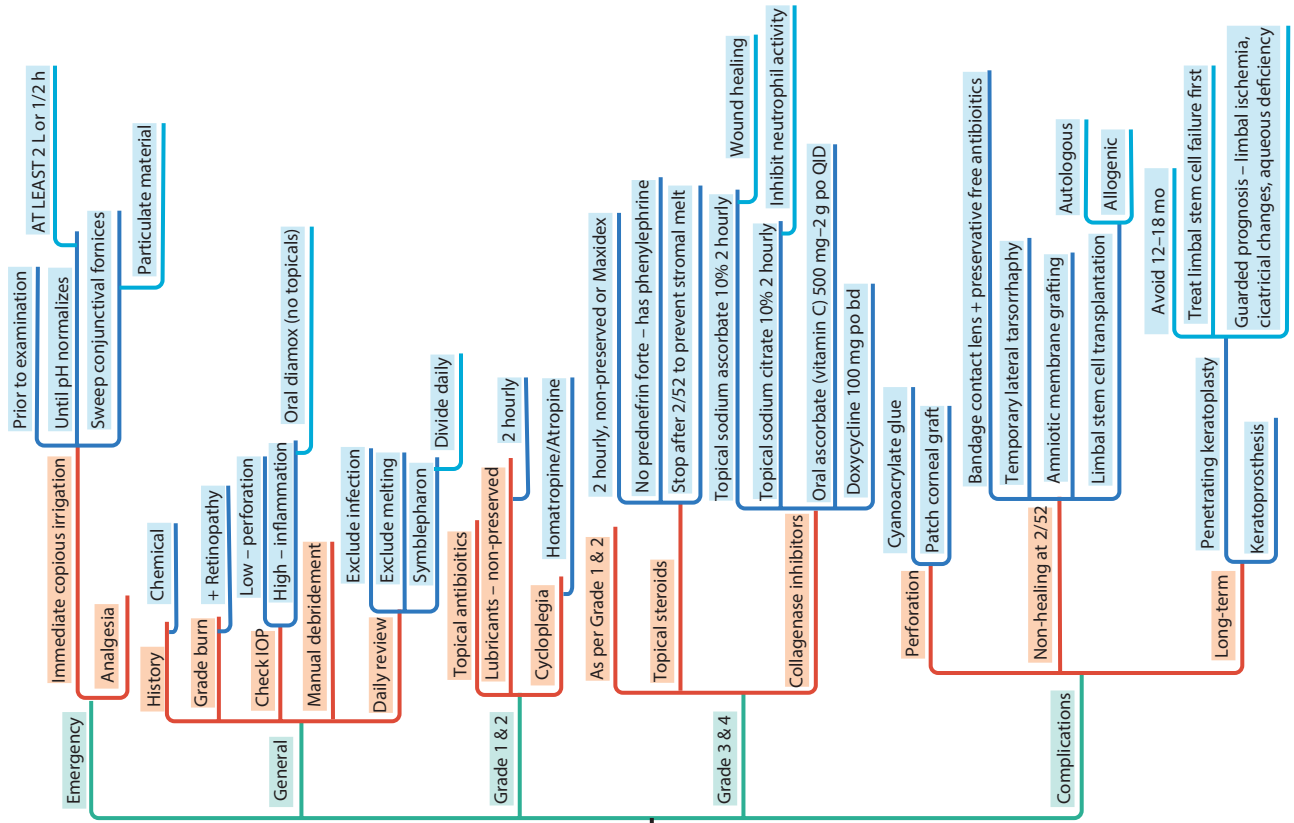 Emergency
Immediate copious irrigation
Prior to examination
Until pH normalizes
AT LEAST 2 L or 1/2 h
Sweep conjunctival fornices
Particulate material
Analgesia
General
History
Chemical
Grade burn
+ Retinopathy
Check IOP
Low – perforation
High – inflammation
Oral diamox (no topicals)
Manual debridement
Daily review
Exclude infection
Exclude melting
Symblepharon
Divide daily
Grade 1 & 2
Topical antibioitics
Lubricants – non-preserved
2 hourly
Cycloplegia
Homatropine/Atropine
Grade 3 & 4
As per Grade 1 & 2
Topical steroids
2 hourly, non-preserved or Maxidex
No prednefrin forte – has phenylephrine
Stop after 2/52 to prevent stromal melt
Collagenase inhibitors
Topical sodium ascorbate 10% 2 hourly
Wound healing
Topical sodium citrate 10% 2 hourly
Inhibit neutrophil activity
Oral ascorbate (vitamin C) 500 mg–2 g po QID
Doxycycline 100 mg po bd
Complications
Perforation
Cyanoacrylate glue
Patch corneal graft
Non-healing at 2/52
Bandage contact lens + preservative free antibioitics
Temporary lateral tarsorrhaphy
Amniotic membrane grafting
Limbal stem cell transplantation
Autologous
Allogenic
Long-term
Penetrating keratoplasty
Avoid 12–18 mo
Treat limbal stem cell failure first
Guarded prognosis – limbal ischemia,
cicatricial changes, aqueous deficiency
Keratoprosthesis